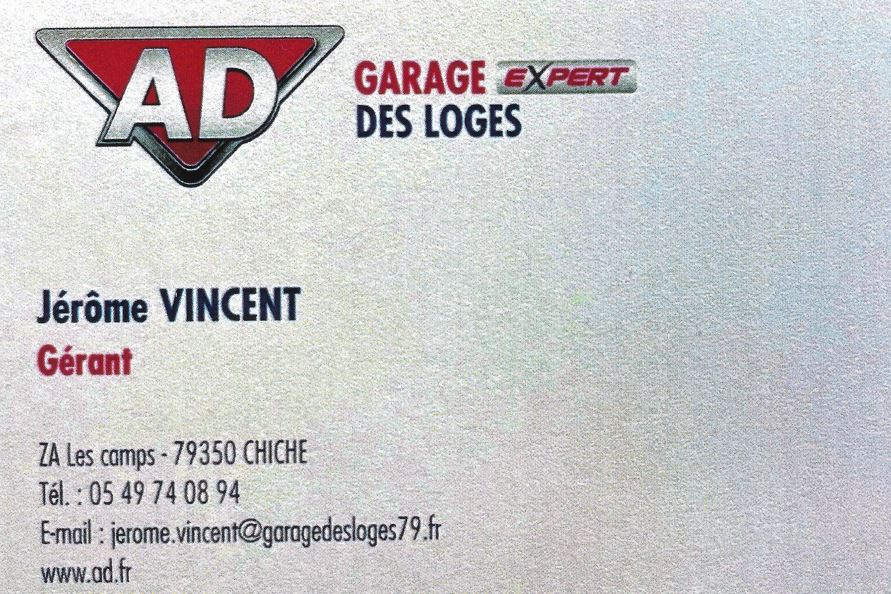 AD
GARAGE EXPERT
DES LOGES
Jérôme VINCENT
Gérant
ZA Les camps - 79350 CHICHE
Tél. : 05 49 74 08 94
E-mail : jerome.vincent@garagedesloges79.fr
www.ad.fr